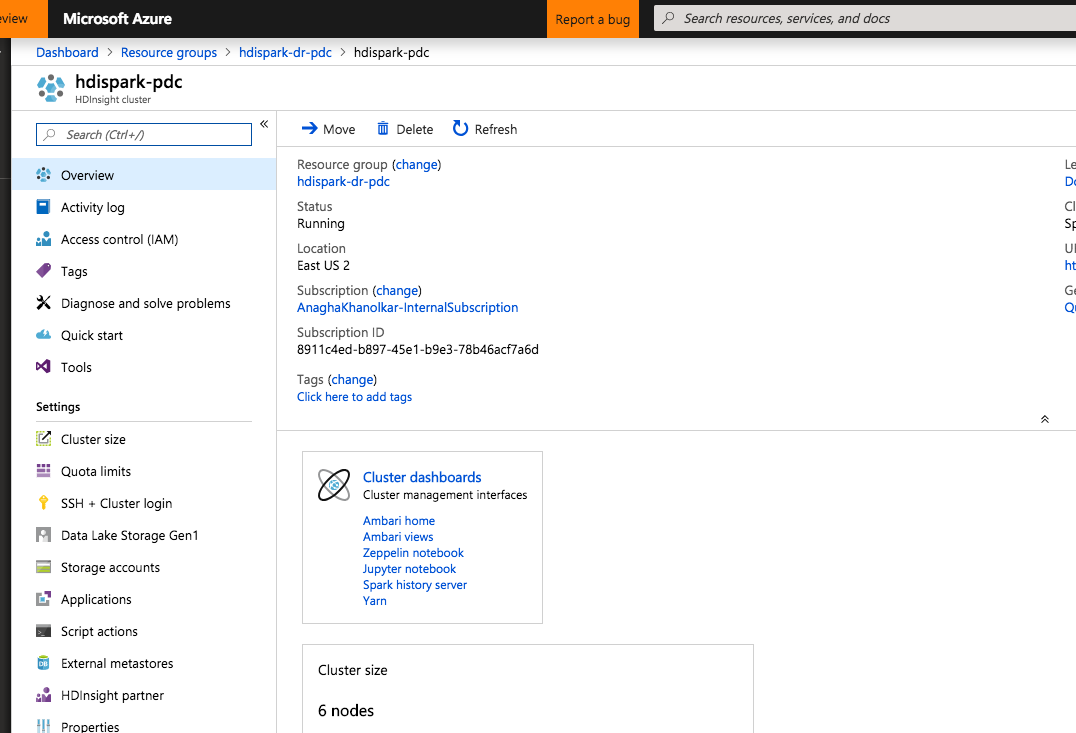 eview
Microsoft Azure
Report a bug
Search resources, services, and docs
Dashboard > Resource groups > hdispark-dr-pdc > hdispark-pdc
hdispark-pdc
HDInsight cluster
Search (Ctrl+/)
«
Overview
Activity log
Access control (IAM)
Tags
Diagnose and solve problems
Quick start
Tools
Settings
Cluster size
Quota limits
SSH + Cluster login
Data Lake Storage Gen1
Storage accounts
Applications
Script actions
External metastores
HDInsight partner
Properties
Move Delete Refresh
Resource group (change)
hdispark-dr-pdc
Status
Running
Location
East US 2
Subscription (change)
AnaghaKhanolkar-InternalSubscription
Subscription ID
8911c4ed-b897-45e1-b9e3-78b46acf7a6d
Tags (change)
Click here to add tags
Le
Cl
Sp
ht
Ge
Cluster dashboards
Cluster management interfaces
Ambari home
Ambari views
Zeppelin notebook
Jupyter notebook
Spark history server
Yarn
Cluster size
6 nodes